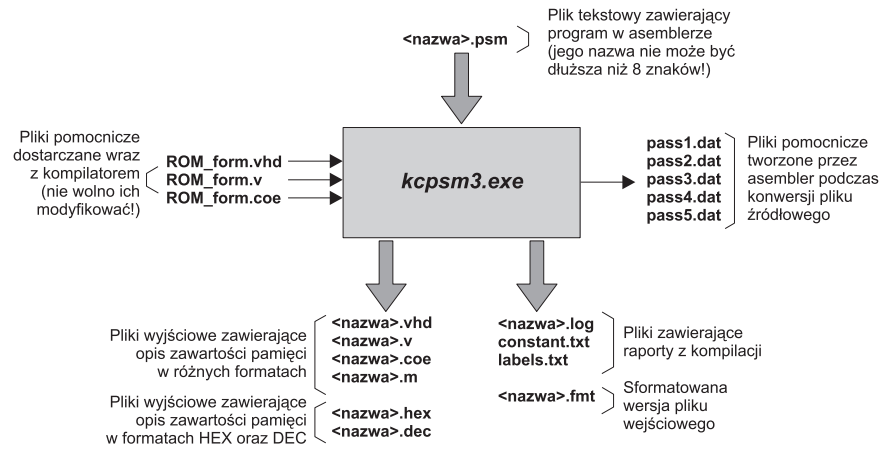 <nazwa>.psm
Plik tekstowy zawierający
program w asemblerze
(jego nazwa nie może być
dłuższa niż 8 znaków!)
Pliki pomocnicze
dostarczane wraz
z kompilatorem
(nie wolno ich
modyfikować!)
ROM_form.vhd
ROM_form.v
ROM_form.coe
kcpsm3.exe
pass1.dat
pass2.dat
pass3.dat
pass4.dat
pass5.dat
Pliki pomocnicze
tworzone przez
asembler podczas
konwersji pliku
źródłowego
Pliki wyjściowe zawierające
opis zawartości pamięci
w różnych formatach
<nazwa>.vhd
<nazwa>.v
<nazwa>.coe
<nazwa>.m
Pliki wyjściowe zawierające
opis zawartości pamięci
w formatach HEX oraz DEC
<nazwa>.hex
<nazwa>.dec
<nazwa>.log
constant.txt
labels.txt
Pliki zawierające
raporty z kompilacji
<nazwa>.fmt
Sformatowana
wersja pliku
wejściowego